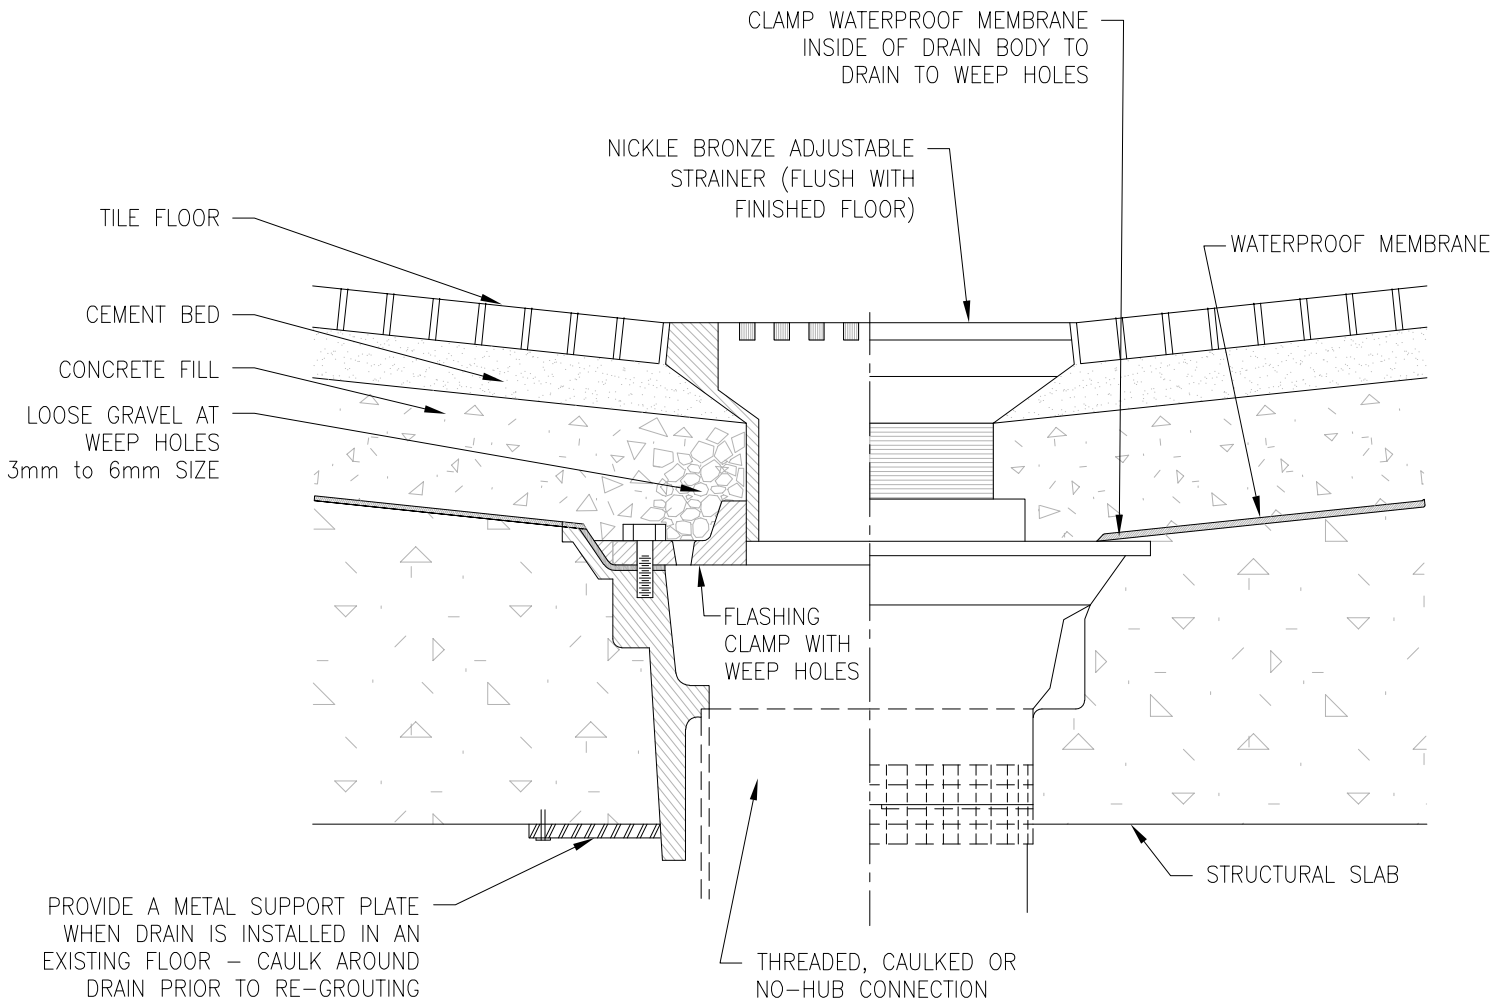 CLAMP WATERPROOF MEMBRANE
INSIDE OF DRAIN BODY TO
DRAIN TO WEEP HOLES
NICKLE BRONZE ADJUSTABLE
STRAINER (FLUSH WITH
FINISHED FLOOR)
TILE FLOOR
WATERPROOF MEMBRANE
CEMENT BED
CONCRETE FILL
LOOSE GRAVEL AT
WEEP HOLES
3mm to 6mm SIZE
FLASHING
CLAMP WITH
WEEP HOLES
STRUCTURAL SLAB
PROVIDE A METAL SUPPORT PLATE
WHEN DRAIN IS INSTALLED IN AN
EXISTING FLOOR – CAULK AROUND
DRAIN PRIOR TO RE–GROUTING
THREADED, CAULKED OR
NO–HUB CONNECTION